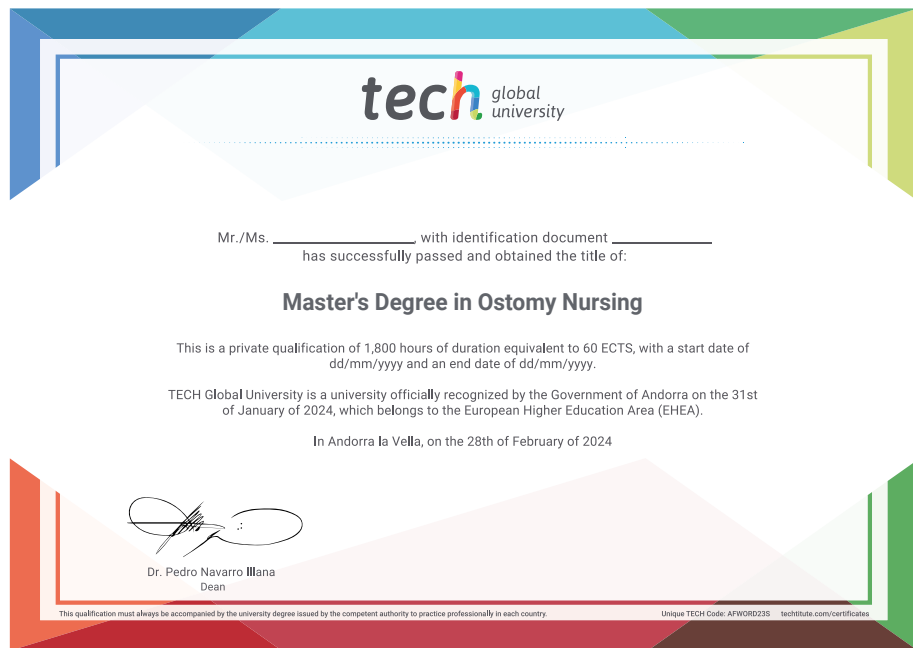 tech global
university
Mr./Ms. ____________, with identification document ____________
has successfully passed and obtained the title of:
Master's Degree in Ostomy Nursing
This is a private qualification of 1,800 hours of duration equivalent to 60 ECTS, with a start date of
dd/mm/yyyy and an end date of dd/mm/yyyy.
TECH Global University is a university officially recognized by the Government of Andorra on the 31st
of January of 2024, which belongs to the European Higher Education Area (EHEA).
In Andorra la Vella, on the 28th of February of 2024
Dr. Pedro Navarro Illana
Dean
This qualification must always be accompanied by the university degree issued by the competent authority to practice professionally in each country.
Unique TECH Code: AFWORD23S techtitute.com/certificates